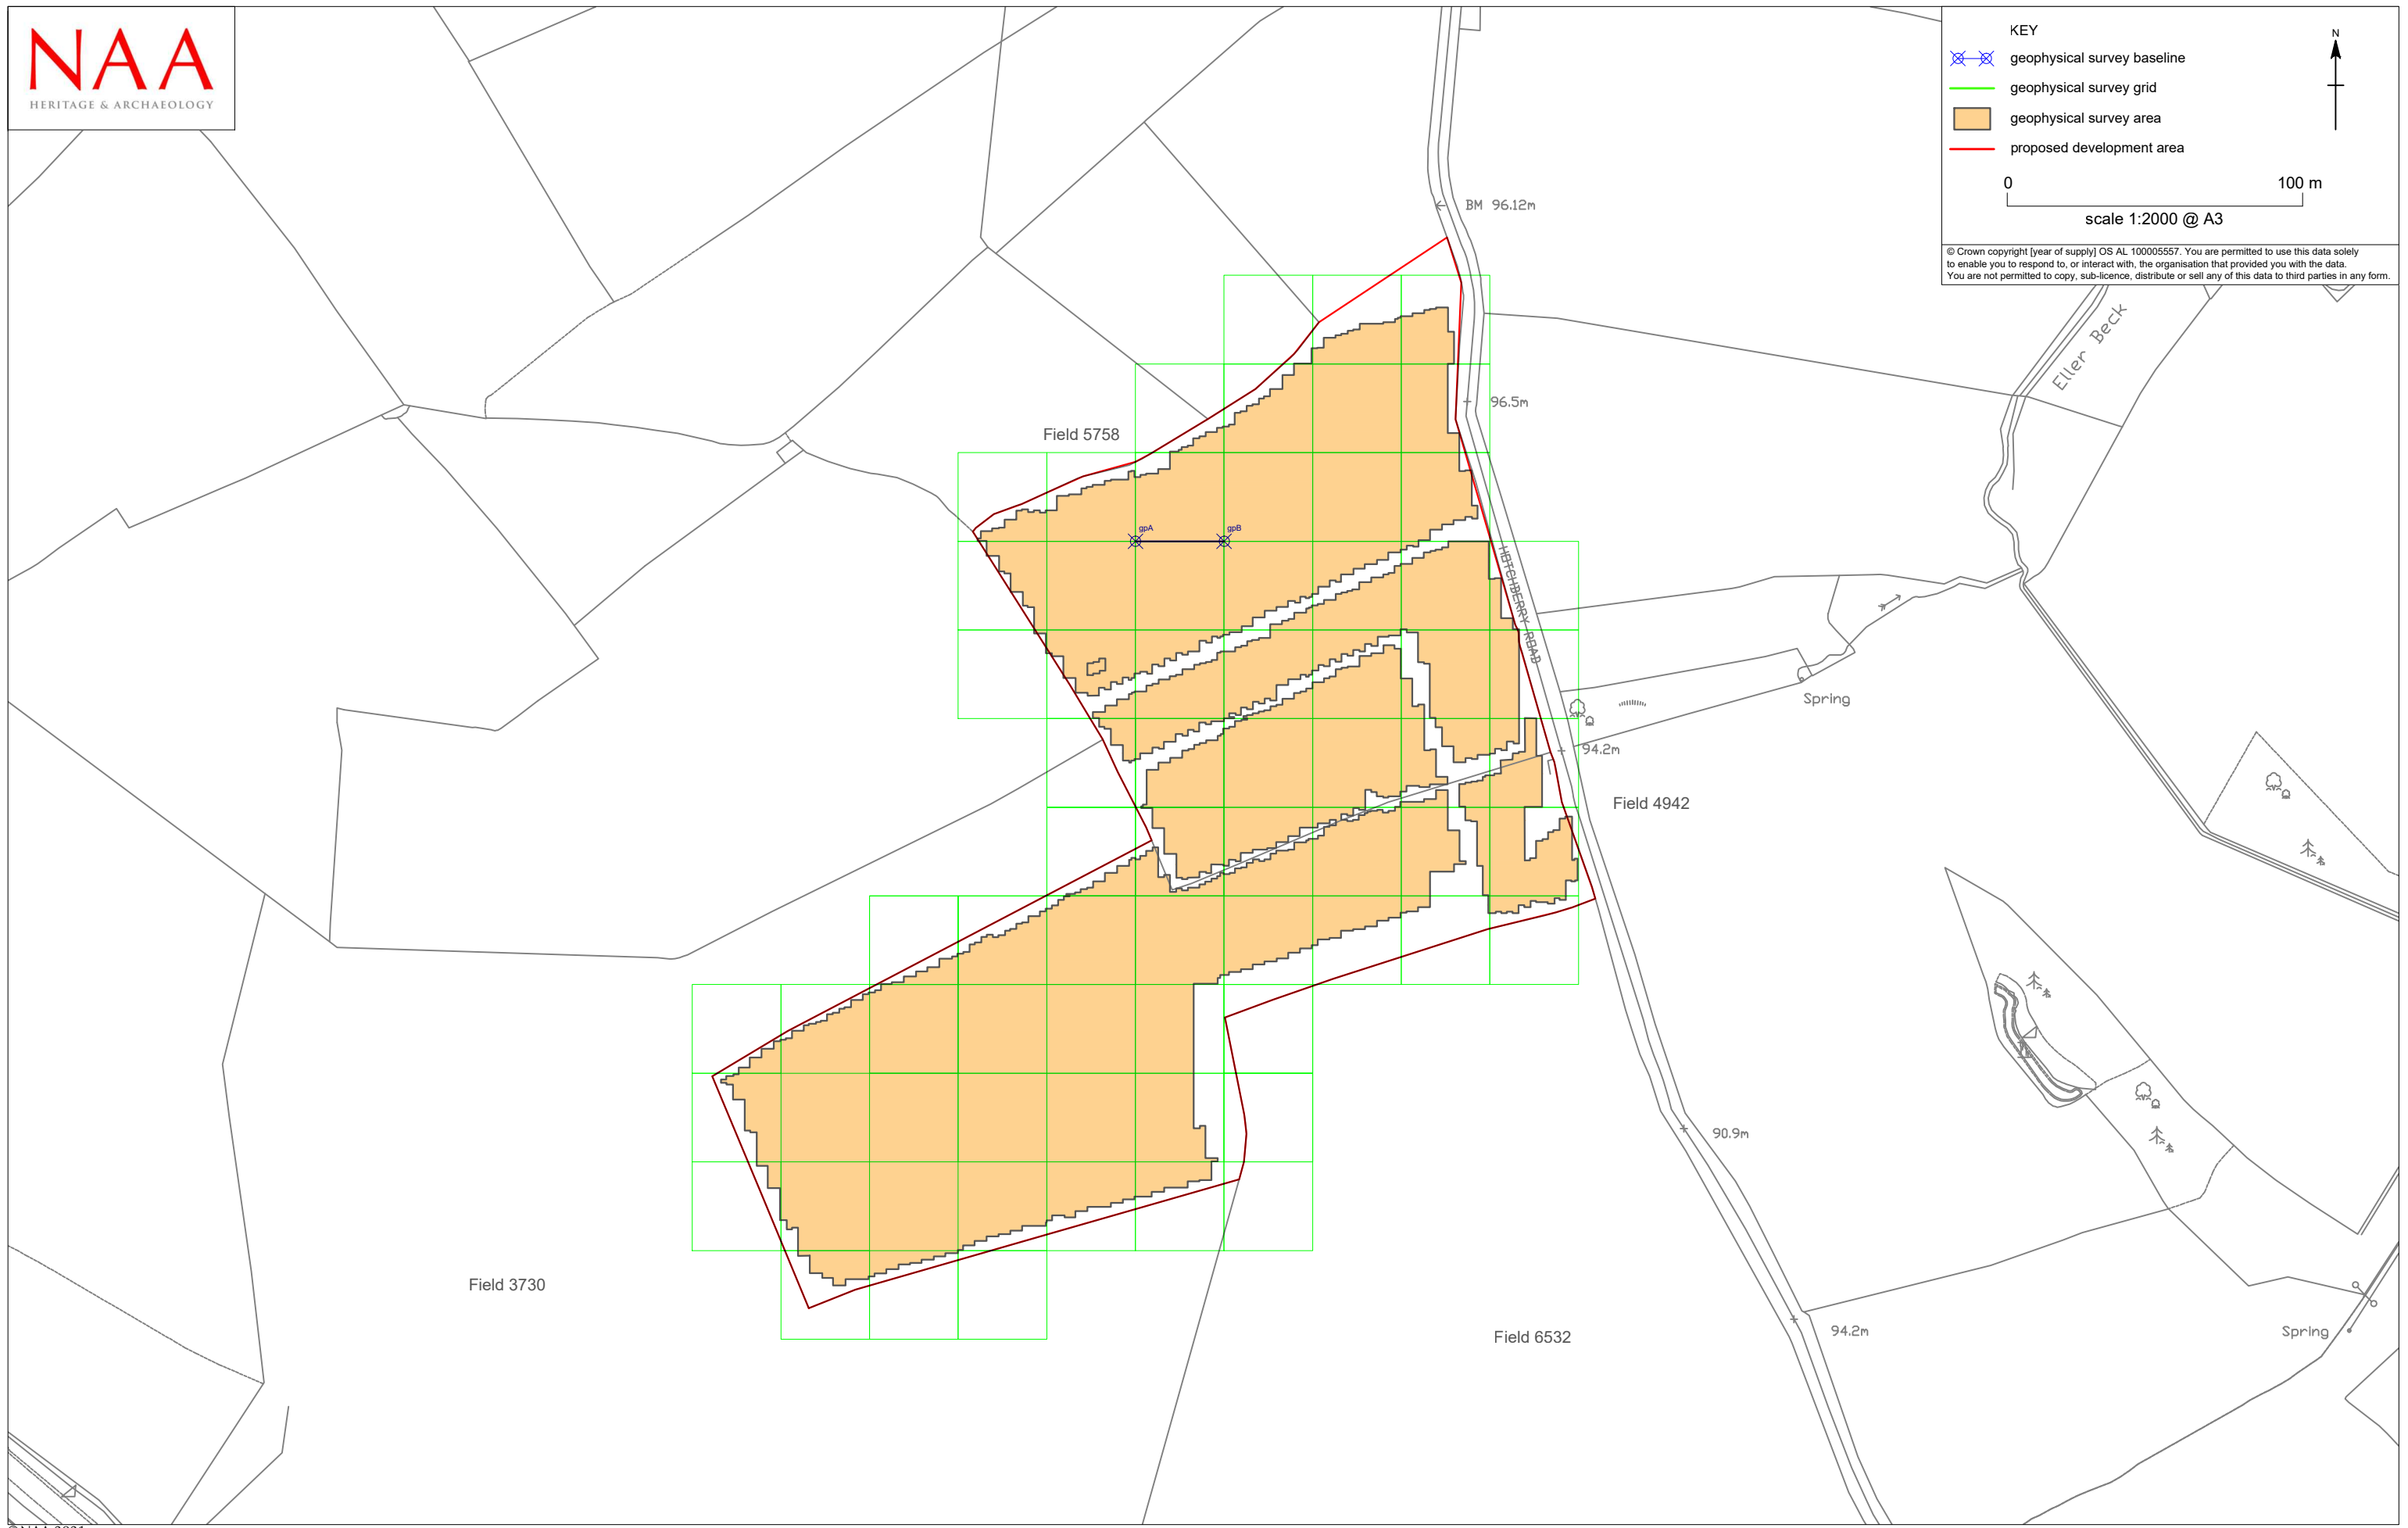 NAA
HERITAGE & ARCHAEOLOGY
KEY
geophysical survey baseline
geophysical survey grid
geophysical survey area
proposed development area
N
0 100 m
scale 1:2000 @ A3
© Crown copyright [year of supply] OS AL 100005557. You are permitted to use this data solely
to enable you to respond to, or interact with, the organisation that provided you with the data.
You are not permitted to copy, sub-licence, distribute or sell any of this data to third parties in any form.
BM 96.12m
Eller Beck
96.5m
Field 5758
gpA
gpB
HOTCHBERRY ROAD
Spring
94.2m
Field 4942
90.9m
Field 3730
94.2m
Spring
Field 6532
©NAA 2021